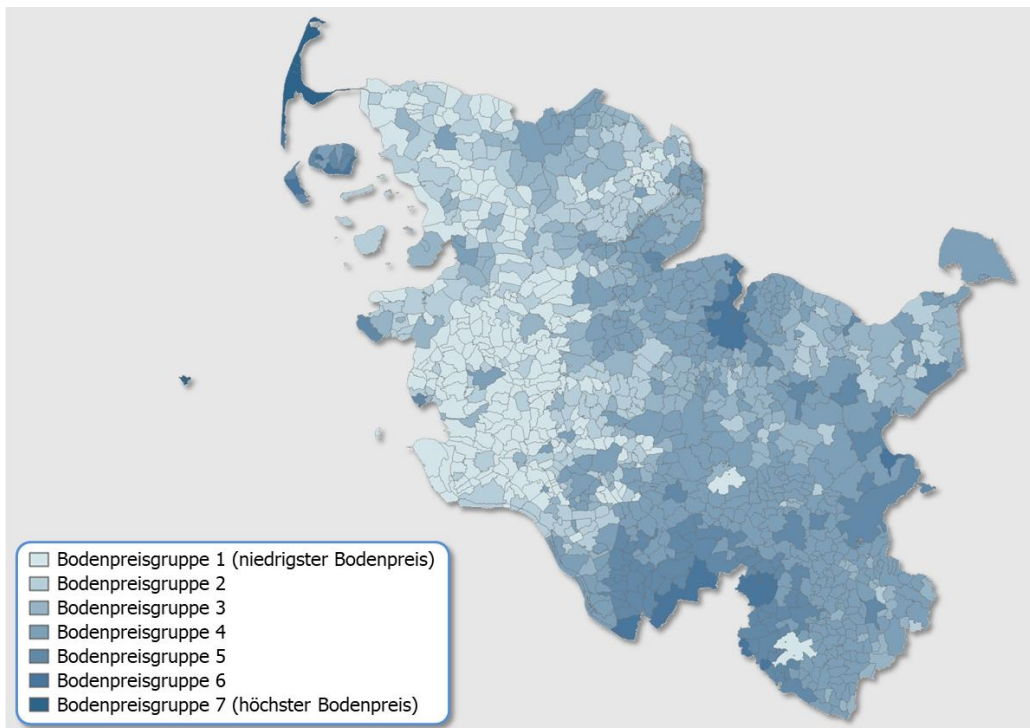 Bodenpreisgruppe 1 (niedrigster Bodenpreis)
Bodenpreisgruppe 2
Bodenpreisgruppe 3
Bodenpreisgruppe 4
Bodenpreisgruppe 5
Bodenpreisgruppe 6
Bodenpreisgruppe 7 (höchster Bodenpreis)